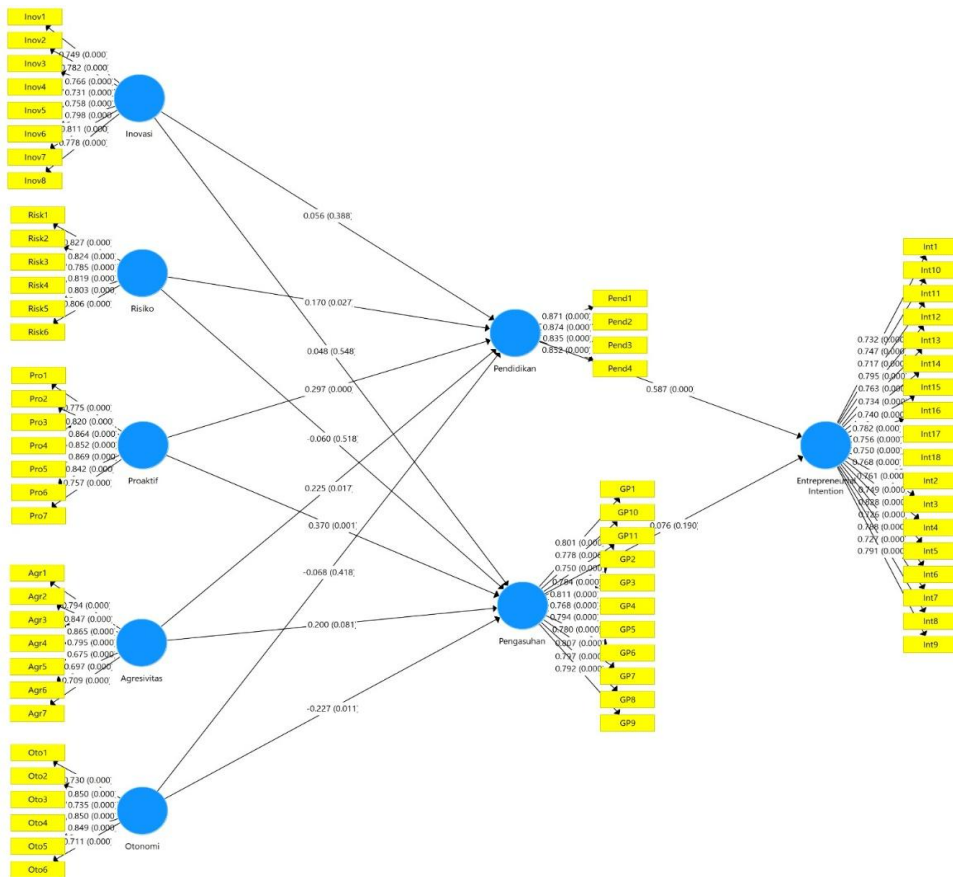 Inov1
Inov2
Inov3
Inov4
Inov5
Inov6
Inov7
Inov8
0.749 (0.000)
0.782 (0.000)
0.766 (0.000)
0.731 (0.000)
0.758 (0.000)
0.798 (0.000)
0.811 (0.000)
0.778 (0.000)
Inovasi
Risk1
Risk2
Risk3
Risk4
Risk5
Risk6
0.827 (0.000)
0.824 (0.000)
0.785 (0.000)
0.819 (0.000)
0.803 (0.000)
0.806 (0.000)
Risiko
Pro1
Pro2
Pro3
Pro4
Pro5
Pro6
Pro7
0.775 (0.000)
0.820 (0.000)
0.864 (0.000)
0.852 (0.000)
0.869 (0.000)
0.842 (0.000)
0.757 (0.000)
Proaktif
Agr1
Agr2
Agr3
Agr4
Agr5
Agr6
Agr7
0.794 (0.000)
0.847 (0.000)
0.865 (0.000)
0.795 (0.000)
0.675 (0.000)
0.697 (0.000)
0.709 (0.000)
Agresivitas
Oto1
Oto2
Oto3
Oto4
Oto5
Oto6
0.730 (0.000)
0.850 (0.000)
0.735 (0.000)
0.850 (0.000)
0.849 (0.000)
0.711 (0.000)
Otonomi
0.056 (0.388)
0.170 (0.027)
0.048 (0.548)
0.297 (0.000)
-0.060 (0.518)
0.225 (0.017)
0.370 (0.001)
-0.068 (0.418)
0.200 (0.081)
-0.227 (0.011)
Pendidikan
0.871 (0.000)
0.874 (0.000)
0.835 (0.000)
0.852 (0.000)
Pend1
Pend2
Pend3
Pend4
0.587 (0.000)
Pengasuhan
0.801 (0.000
0.778 (0.000
0.750 (0.000
0.784 (0.000
0.811 (0.000
0.768 (0.000
0.794 (0.000
0.780 (0.000
0.807 (0.000
0.797 (0.000
0.792 (0.000
GP1
GP10
GP11
GP2
GP3
GP4
GP5
GP6
GP7
GP8
GP9
0.076 (0.190)
Entrepreneurial
Intention
0.732 (0.000
0.747 (0.000
0.717 (0.000
0.795 (0.000
0.763 (0.000
0.734 (0.000
0.740 (0.000
0.782 (0.000
0.756 (0.000
0.750 (0.000
0.768 (0.000
0.761 (0.000
0.749 (0.000
0.828 (0.000
0.726 (0.000
0.788 (0.000
0.727 (0.000
0.791 (0.000
Int1
Int10
Int11
Int12
Int13
Int14
Int15
Int16
Int17
Int18
Int2
Int3
Int4
Int5
Int6
Int7
Int8
Int9